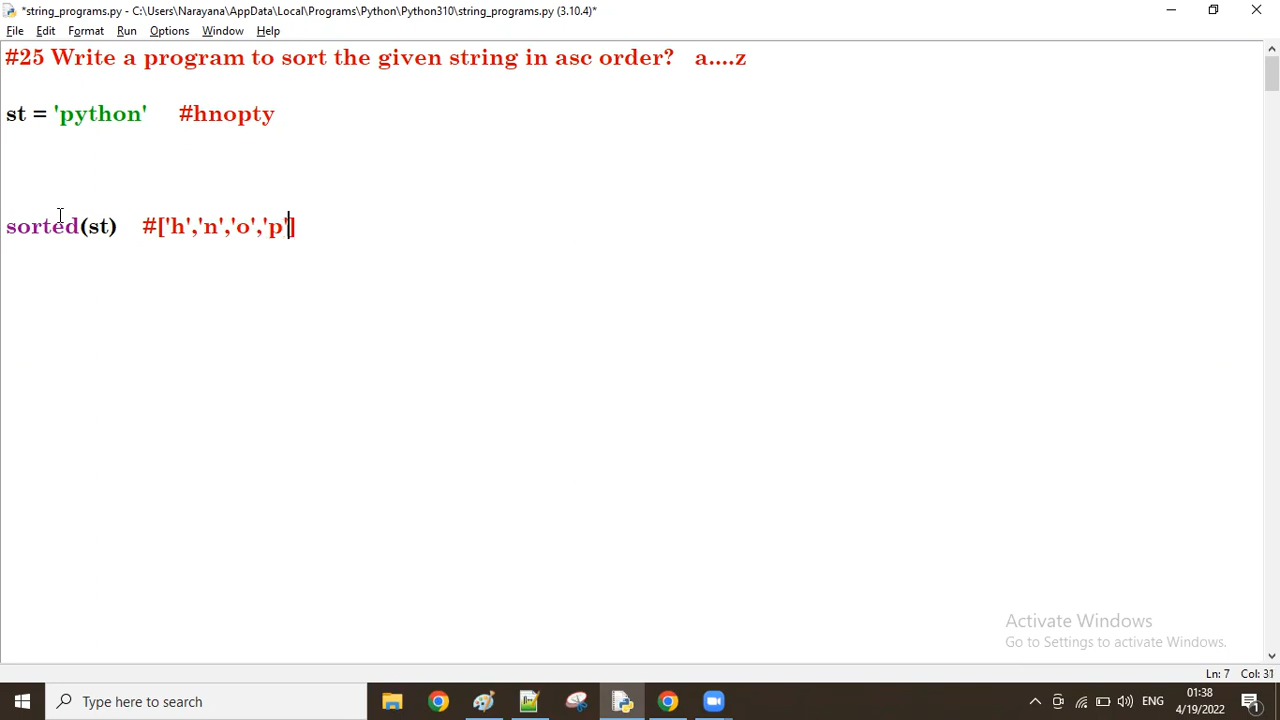 *string_programs.py - C:\Users\Narayana\AppData\Local\Programs\Python\Python310\string_programs.py (3.10.4)*
File Edit Format Run Options Window Help
#25 Write a program to sort the given string in asc order? a....z
st = 'python' #hnopty
sorted(st) #['h','n','o','p']
Activate Windows
Go to Settings to activate Windows.
Ln: 7 Col: 31
Type here to search
ENG
01:38
4/19/2022
1